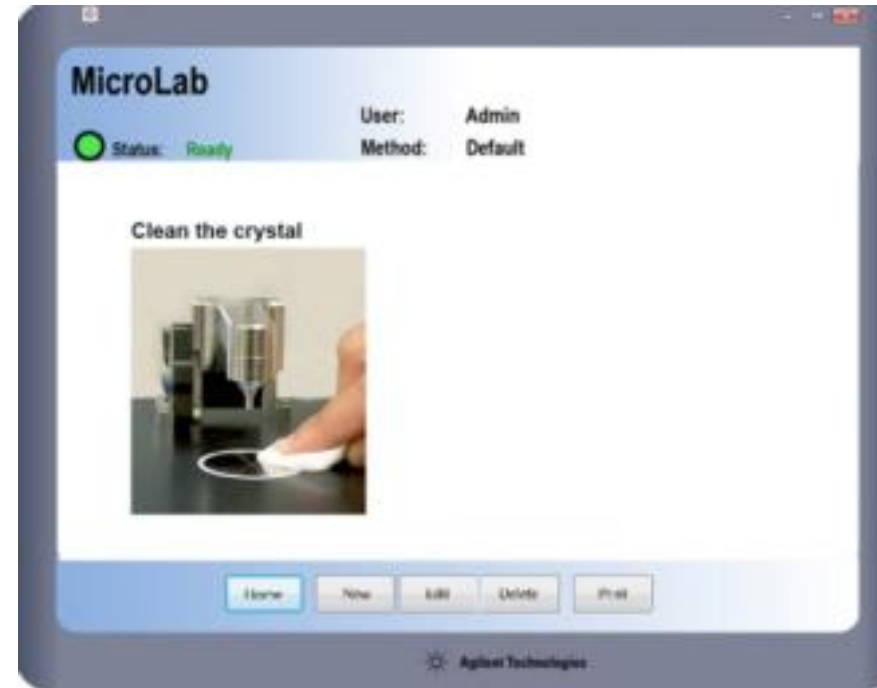 MicroLab
User: Admin
Status: Ready Method: Default
Clean the crystal
Home New Edit Delete Print
Agilent Technologies